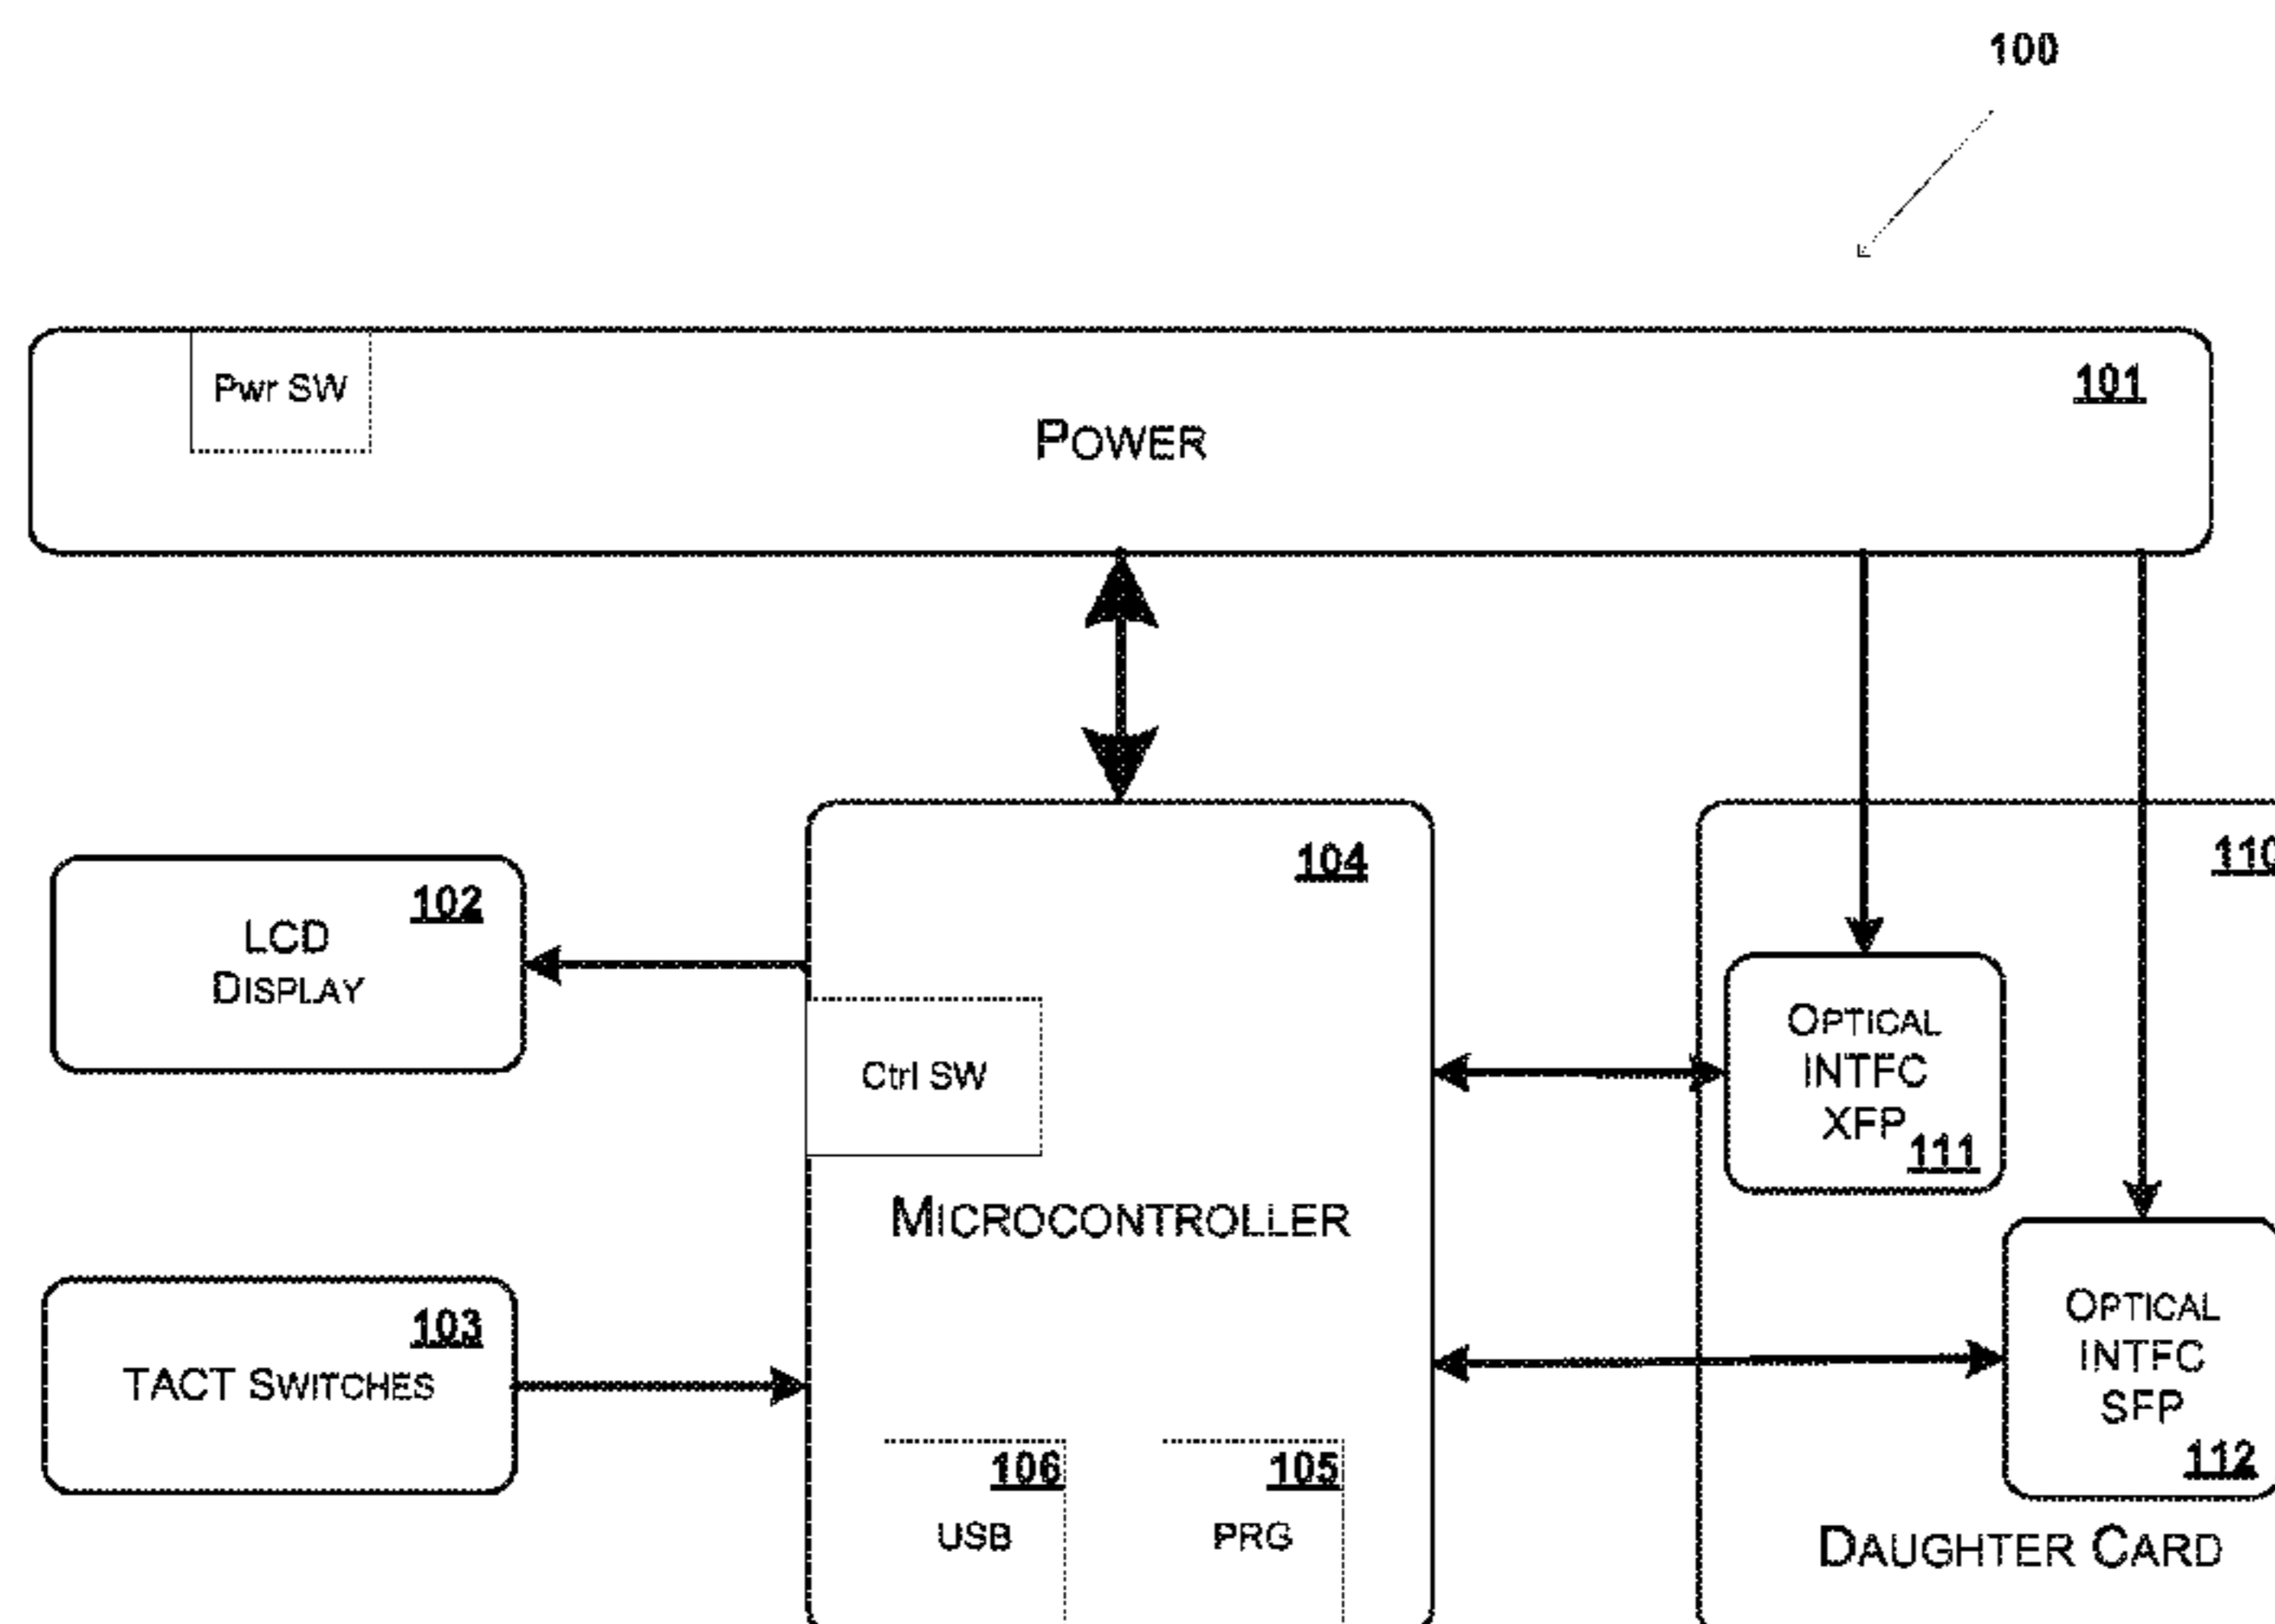 100
Pwr SW
101
POWER
104
110
102
LCD
DISPLAY
OPTICAL
INTFC
XFP
111
Ctrl SW
MICROCONTROLLER
103
TACT SWITCHES
OPTICAL
INTFC
SFP
112
106
USB
105
PRG
DAUGHTER CARD